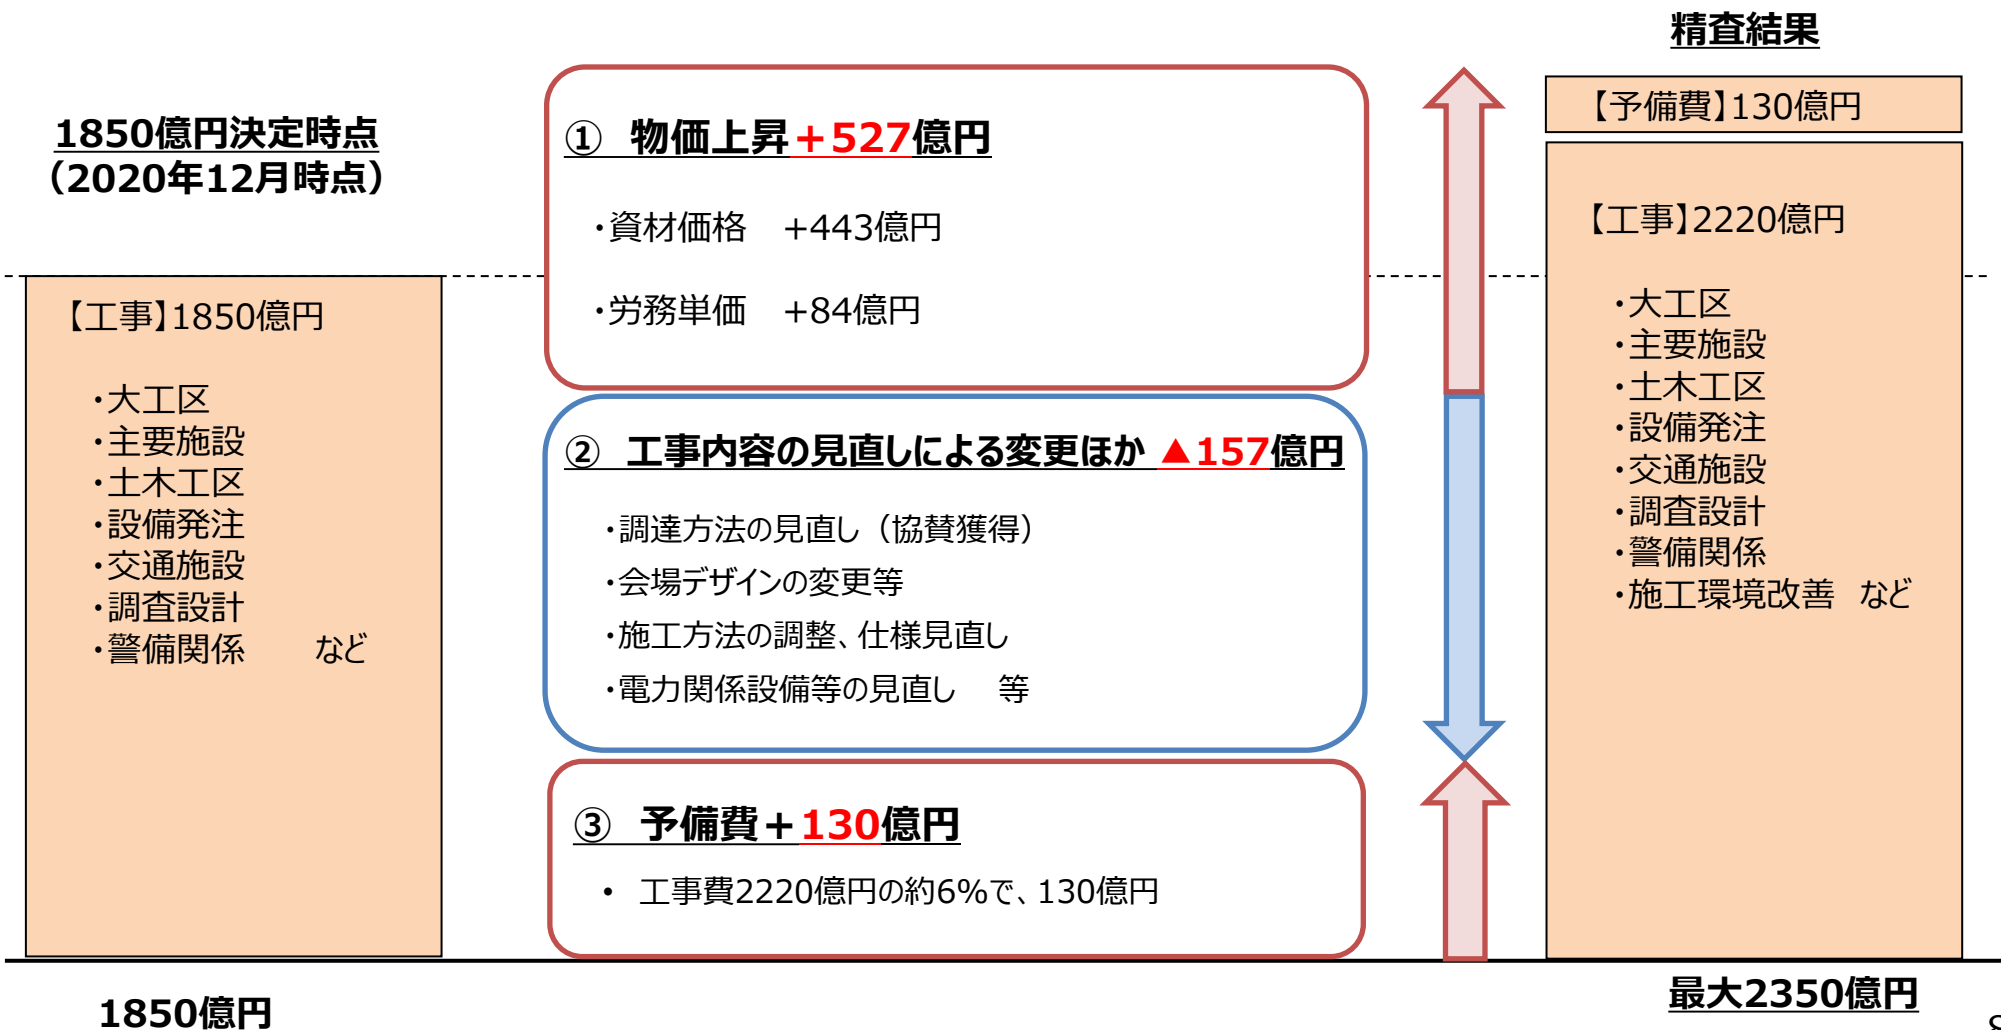 1850億円決定時点
（2020年12月時点）
【工事】1850億円
・大工区
・主要施設
・土木工区
・設備発注
・交通施設
・調査設計
・警備関係　　など
1850億円
① 物価上昇＋527億円
・資材価格　+443億円
・労務単価　+84億円
② 工事内容の見直しによる変更ほか ▲157億円
・調達方法の見直し（協賛獲得）
・会場デザインの変更等
・施工方法の調整、仕様見直し
・電力関係設備等の見直し　等
③ 予備費＋130億円
• 工事費2220億円の約6%で、130億円
精査結果
【予備費】130億円
【工事】2220億円
・大工区
・主要施設
・土木工区
・設備発注
・交通施設
・調査設計
・警備関係
・施工環境改善　など
最大2350億円